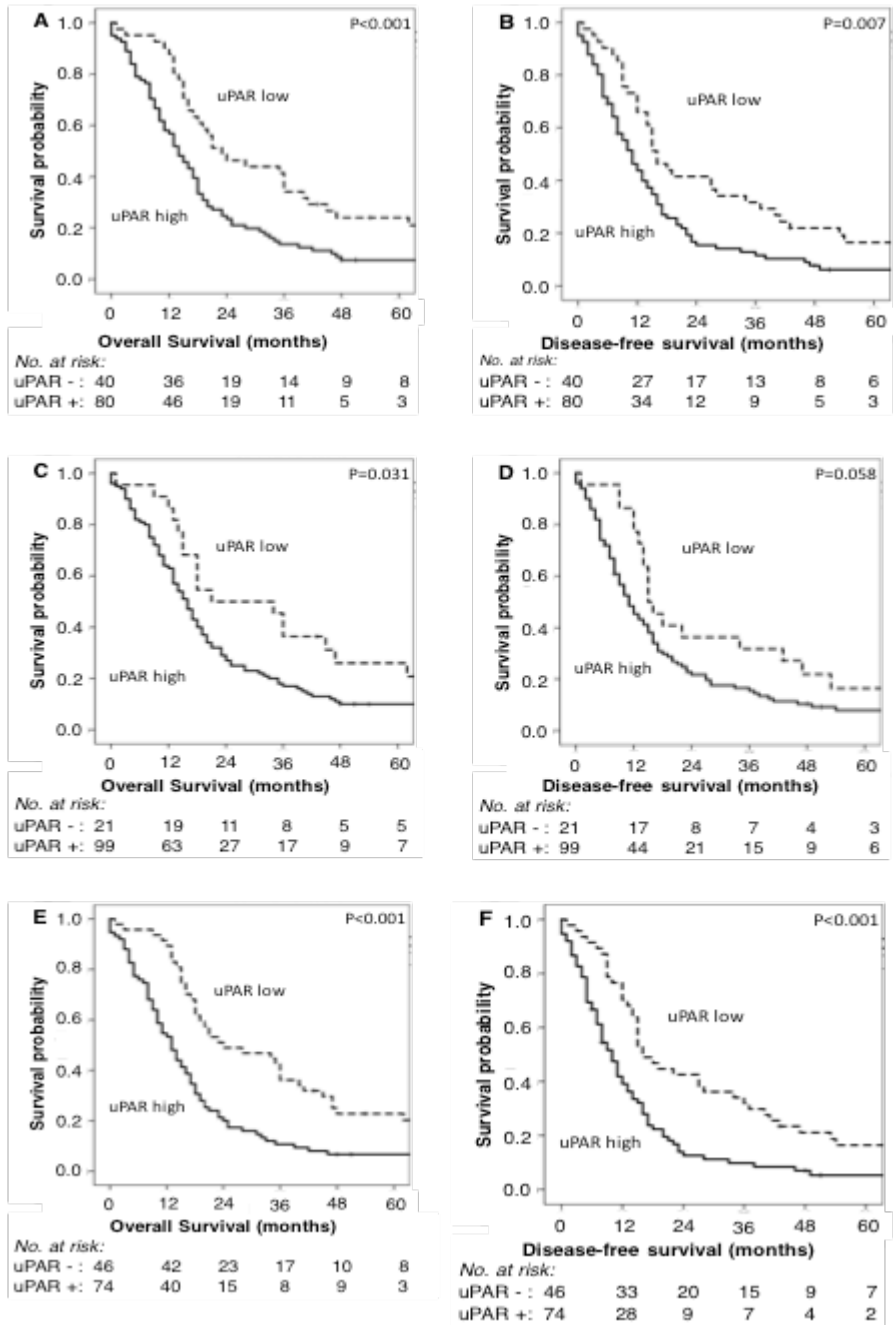 A
P<0.001
1.0
0.8
0.6
0.4
0.2
0.0
Survival probability
uPAR low
uPAR high
0 12 24 36 48 60
Overall Survival (months)
No. at risk:
uPAR - : 40 36 19 14 9 8
uPAR +: 80 46 19 11 5 3
B
P=0.007
1.0
0.8
0.6
0.4
0.2
0.0
Survival probability
uPAR low
uPAR high
0 12 24 36 48 60
Disease-free survival (months)
No. at risk:
uPAR - : 40 27 17 13 8 6
uPAR +: 80 34 12 9 5 3
C
P=0.031
1.0
0.8
0.6
0.4
0.2
0.0
Survival probability
uPAR low
uPAR high
0 12 24 36 48 60
Overall Survival (months)
No. at risk:
uPAR - : 21 19 11 8 5 5
uPAR +: 99 63 27 17 9 7
D
P=0.058
1.0
0.8
0.6
0.4
0.2
0.0
Survival probability
uPAR low
uPAR high
0 12 24 36 48 60
Disease-free survival (months)
No. at risk:
uPAR - : 21 17 8 7 4 3
uPAR +: 99 44 21 15 9 6
E
P<0.001
1.0
0.8
0.6
0.4
0.2
0.0
Survival probability
uPAR low
uPAR high
0 12 24 36 48 60
Overall Survival (months)
No. at risk:
uPAR - : 46 42 23 17 10 8
uPAR +: 74 40 15 8 9 3
F
P<0.001
1.0
0.8
0.6
0.4
0.2
0.0
Survival probability
uPAR low
uPAR high
0 12 24 36 48 60
Disease-free survival (months)
No. at risk:
uPAR - : 46 33 20 15 9 7
uPAR +: 74 28 9 7 4 2